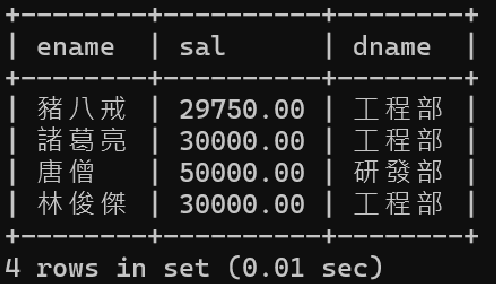 +--------+----------+--------+
| ename  | sal      | dname  |
+--------+----------+--------+
| 豬八戒 | 29750.00 | 工程部 |
| 諸葛亮 | 30000.00 | 工程部 |
| 唐僧   | 50000.00 | 研發部 |
| 林俊傑 | 30000.00 | 工程部 |
+--------+----------+--------+
4 rows in set (0.01 sec)